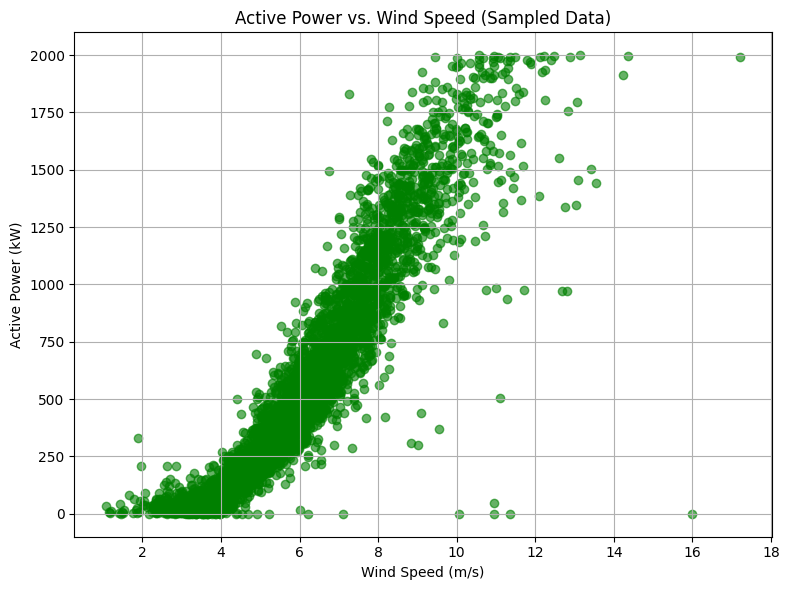 Active Power vs. Wind Speed (Sampled Data)
2000
1750
1500
1250
1000
750
500
250
0
Active Power (kW)
2 4 6 8 10 12 14 16 18
Wind Speed (m/s)